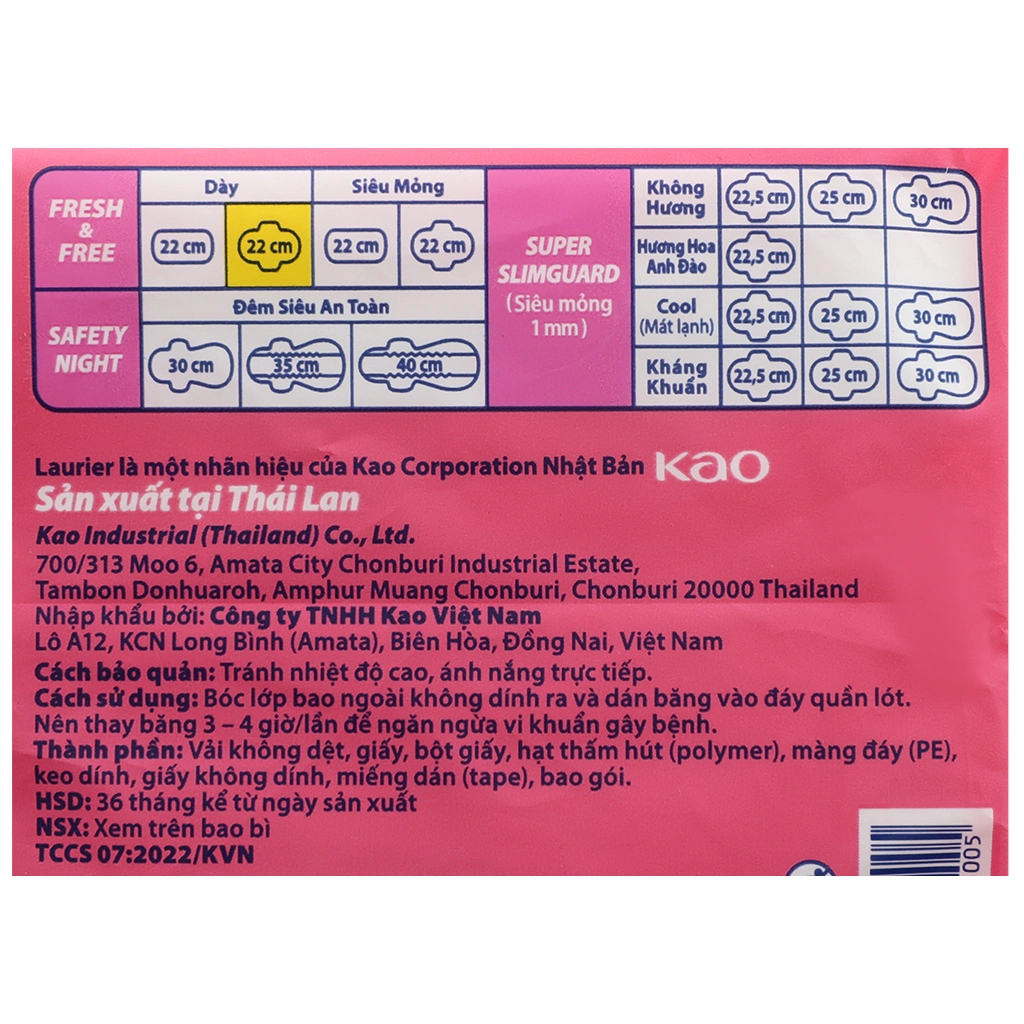 FRESH
&
FREE
Dày
Siêu Mỏng
22 cm
22 cm
22 cm
22 cm
SAFETY
NIGHT
Đêm Siêu An Toàn
30 cm
35 cm
40 cm
SUPER
SLIMGUARD
(Siêu mỏng
1mm)
Không
Hương
22,5 cm
25 cm
30 cm
Hương Hoa
Anh Đào
22,5 cm
Cool
(Mát lạnh)
22,5 cm
25 cm
30 cm
Kháng
Khuẩn
22,5 cm
25 cm
30 cm
Laurier là một nhãn hiệu của Kao Corporation Nhật Bản Kao
Sản xuất tại Thái Lan
Kao Industrial (Thailand) Co., Ltd.
700/313 Moo 6, Amata City Chonburi Industrial Estate,
Tambon Donhuaroh, Amphur Muang Chonburi, Chonburi 20000 Thailand
Nhập khẩu bởi: Công ty TNHH Kao Việt Nam
Lô A12, KCN Long Bình (Amata), Biên Hòa, Đồng Nai, Việt Nam
Cách bảo quản: Tránh nhiệt độ cao, ánh nắng trực tiếp.
Cách sử dụng: Bóc lớp bao ngoài không dính ra và dán băng vào đáy quần lót.
Nên thay băng 3 – 4 giờ/lần để ngăn ngừa vi khuẩn gây bệnh.
Thành phần: Vải không dệt, giấy, bột giấy, hạt thấm hút (polymer), màng đáy (PE),
keo dính, giấy không dính, miếng dán (tape), bao gói.
HSD: 36 tháng kể từ ngày sản xuất
NSX: Xem trên bao bì
TCCS 07:2022/KVN
005